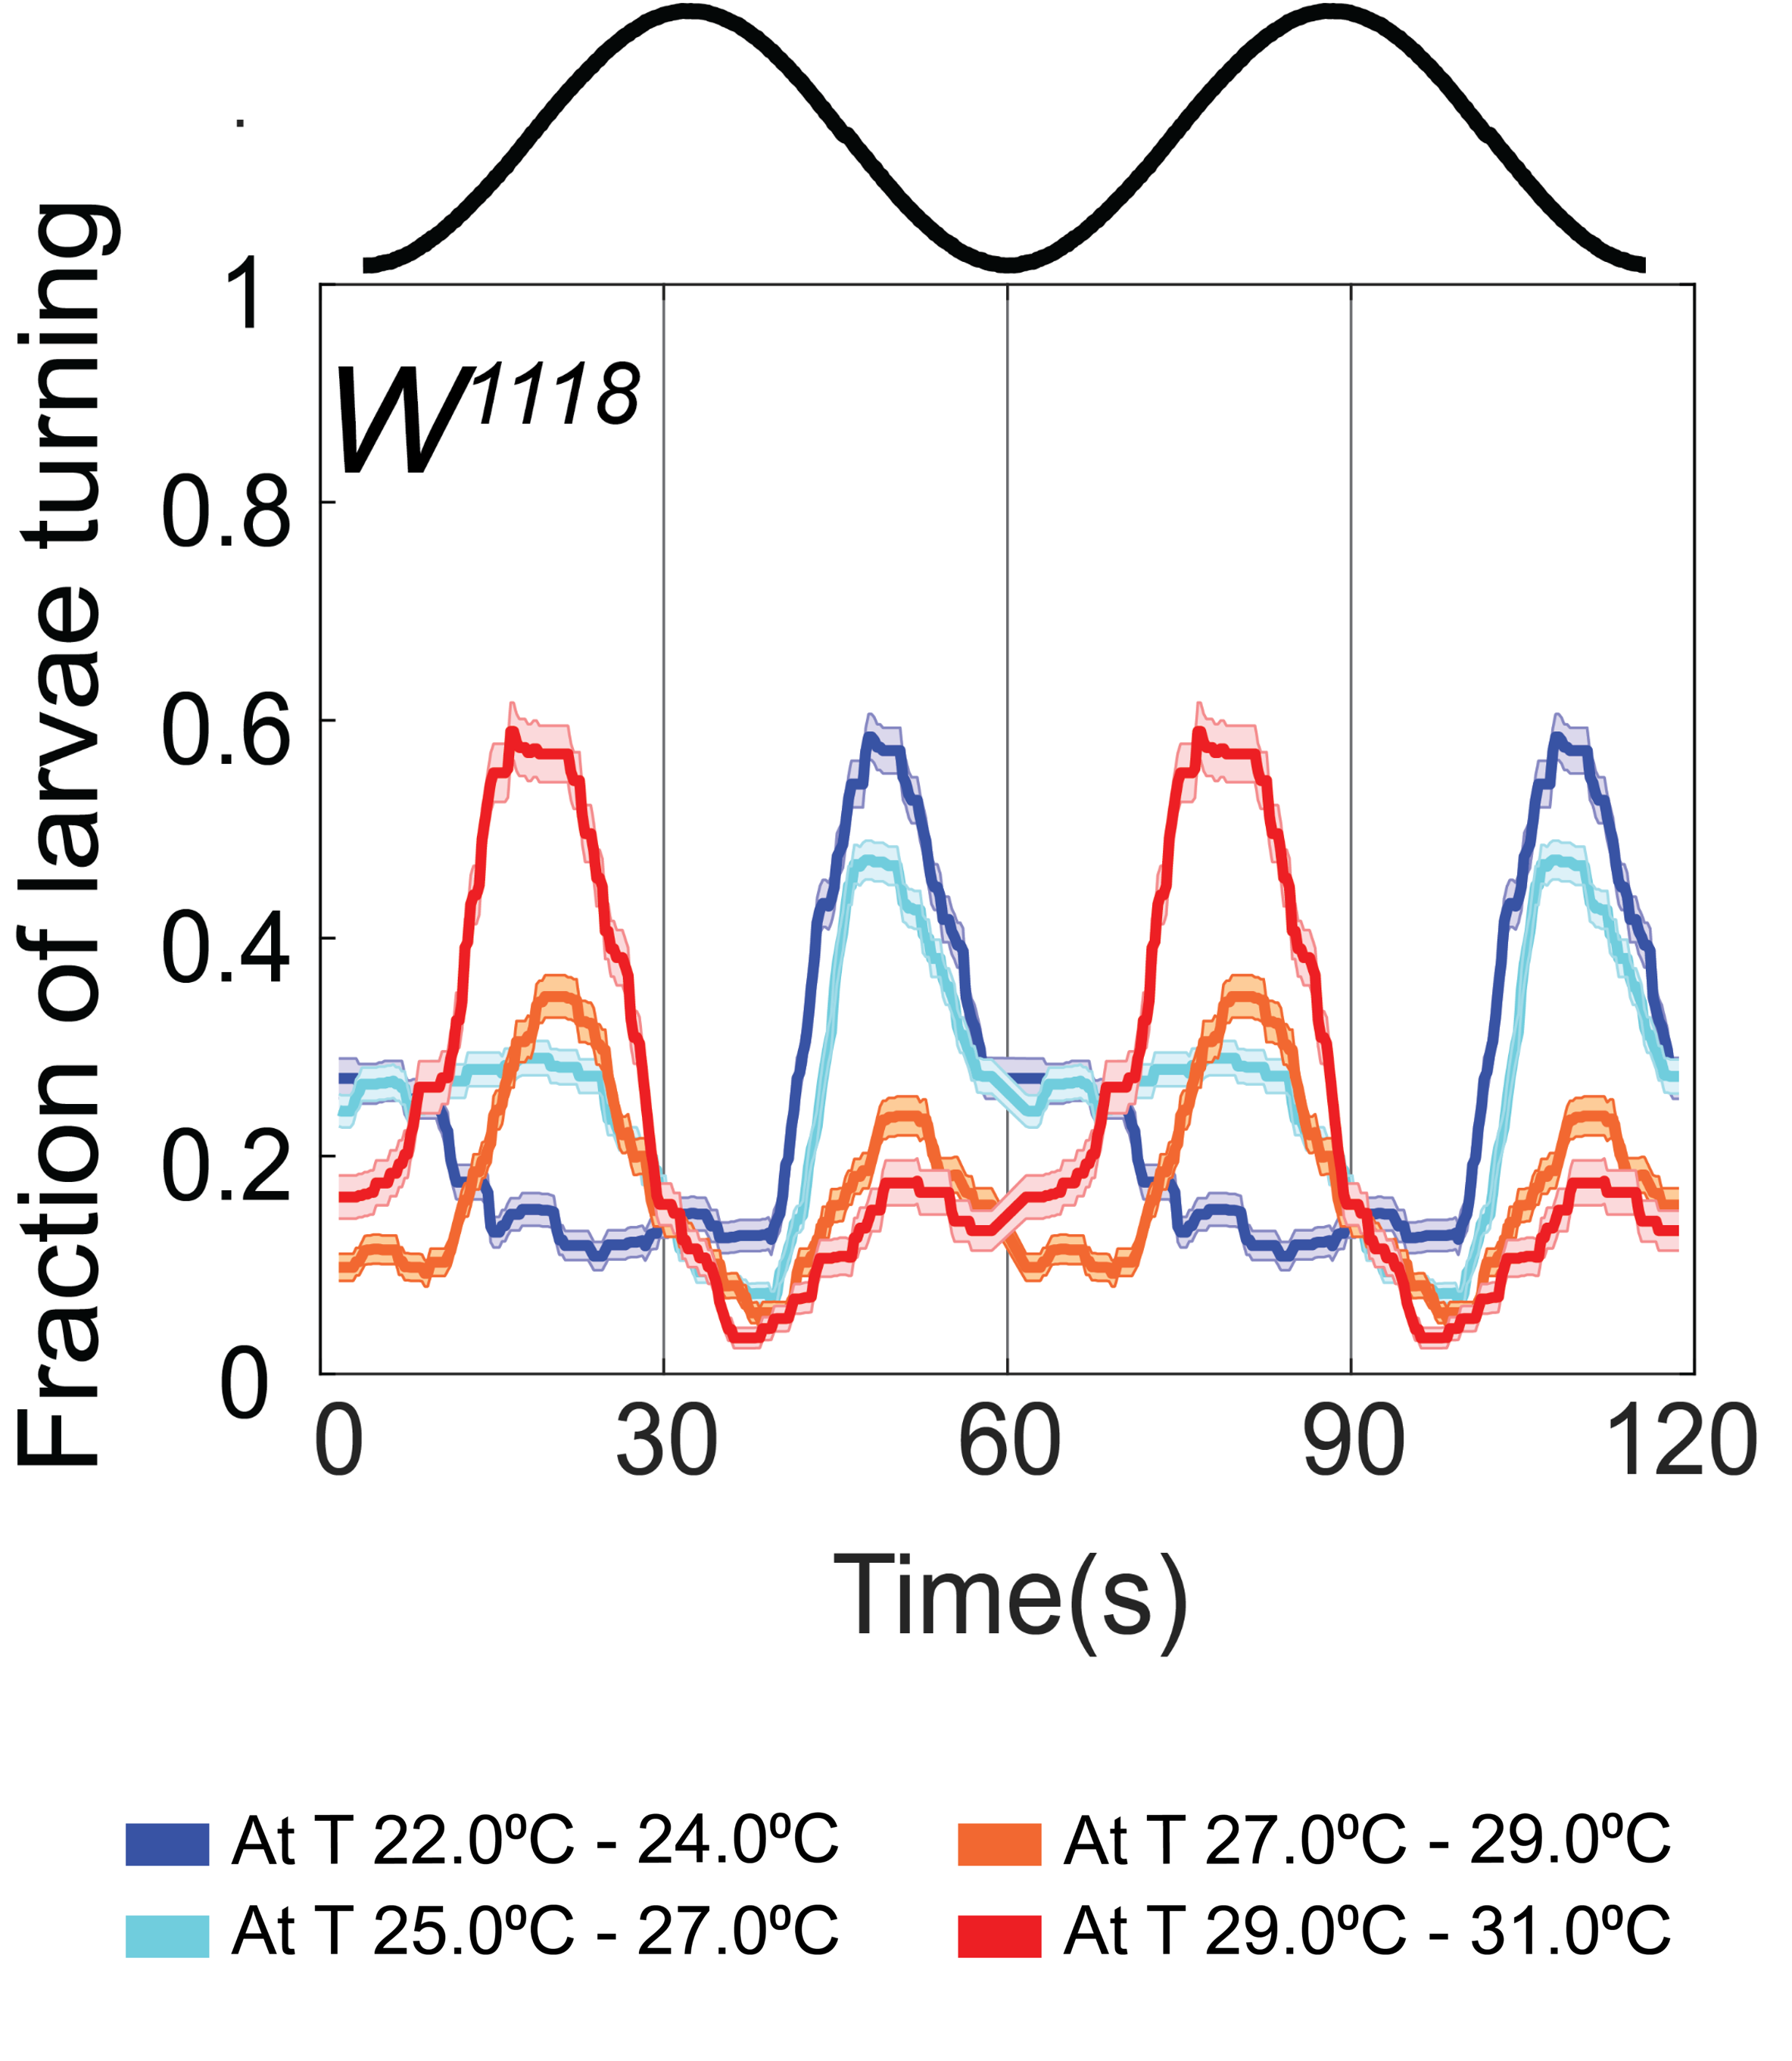 Fraction of larvae turning
1
W1118
0.8
0.6
0.4
0.2
0
0 30 60 90 120
Time(s)
At T 22.0ºC - 24.0ºC
At T 27.0ºC - 29.0ºC
At T 25.0ºC - 27.0ºC
At T 29.0ºC - 31.0ºC